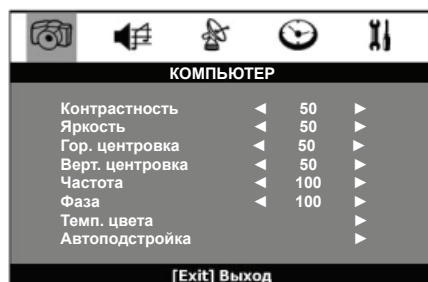 КОМПЬЮТЕР
Контрастность ◄ 50 ►
Яркость ◄ 50 ►
Гор. центровка ◄ 50 ►
Верт. центровка ◄ 50 ►
Частота ◄ 100 ►
Фаза ◄ 100 ►
Темп. цвета ►
Автоподстройка ►
[Exit] Выход